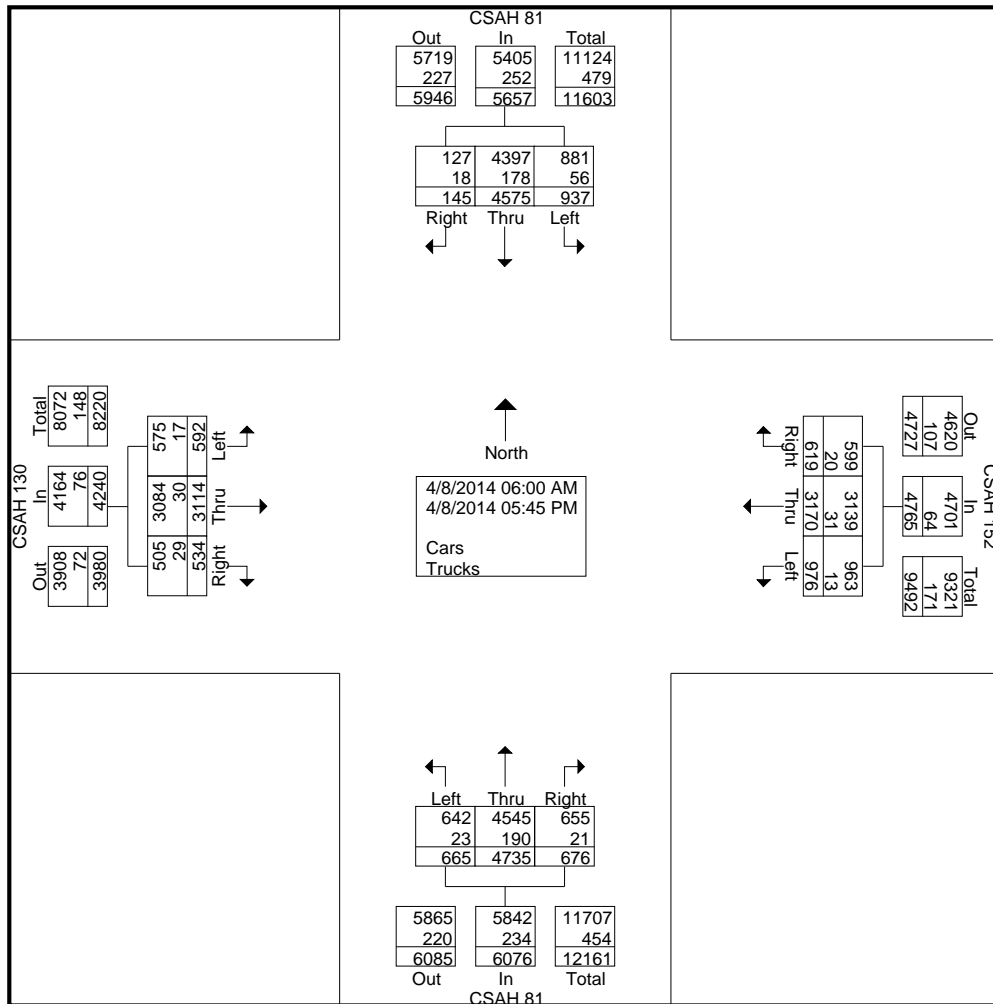 CSAH 81
Out In Total
5719 5405 11124
227 252 479
5946 5657 11603
127 4397 881
18 178 56
145 4575 937
Right Thru Left
CSAH 130
Out In Total
3908 4164 8072
72 76 148
3980 4240 8220
505 3084 575
29 30 17
534 3114 592
Right Thru Left
North
4/8/2014 06:00 AM
4/8/2014 05:45 PM
Cars
Trucks
CSAH 152
Out In Total
4620 4701 9321
107 64 171
4727 4765 9492
599 3139 963
20 31 13
619 3170 976
Right Thru Left
Left Thru Right
642 4545 655
23 190 21
665 4735 676
5865 5842 11707
220 234 454
6085 6076 12161
Out In Total
CSAH 81